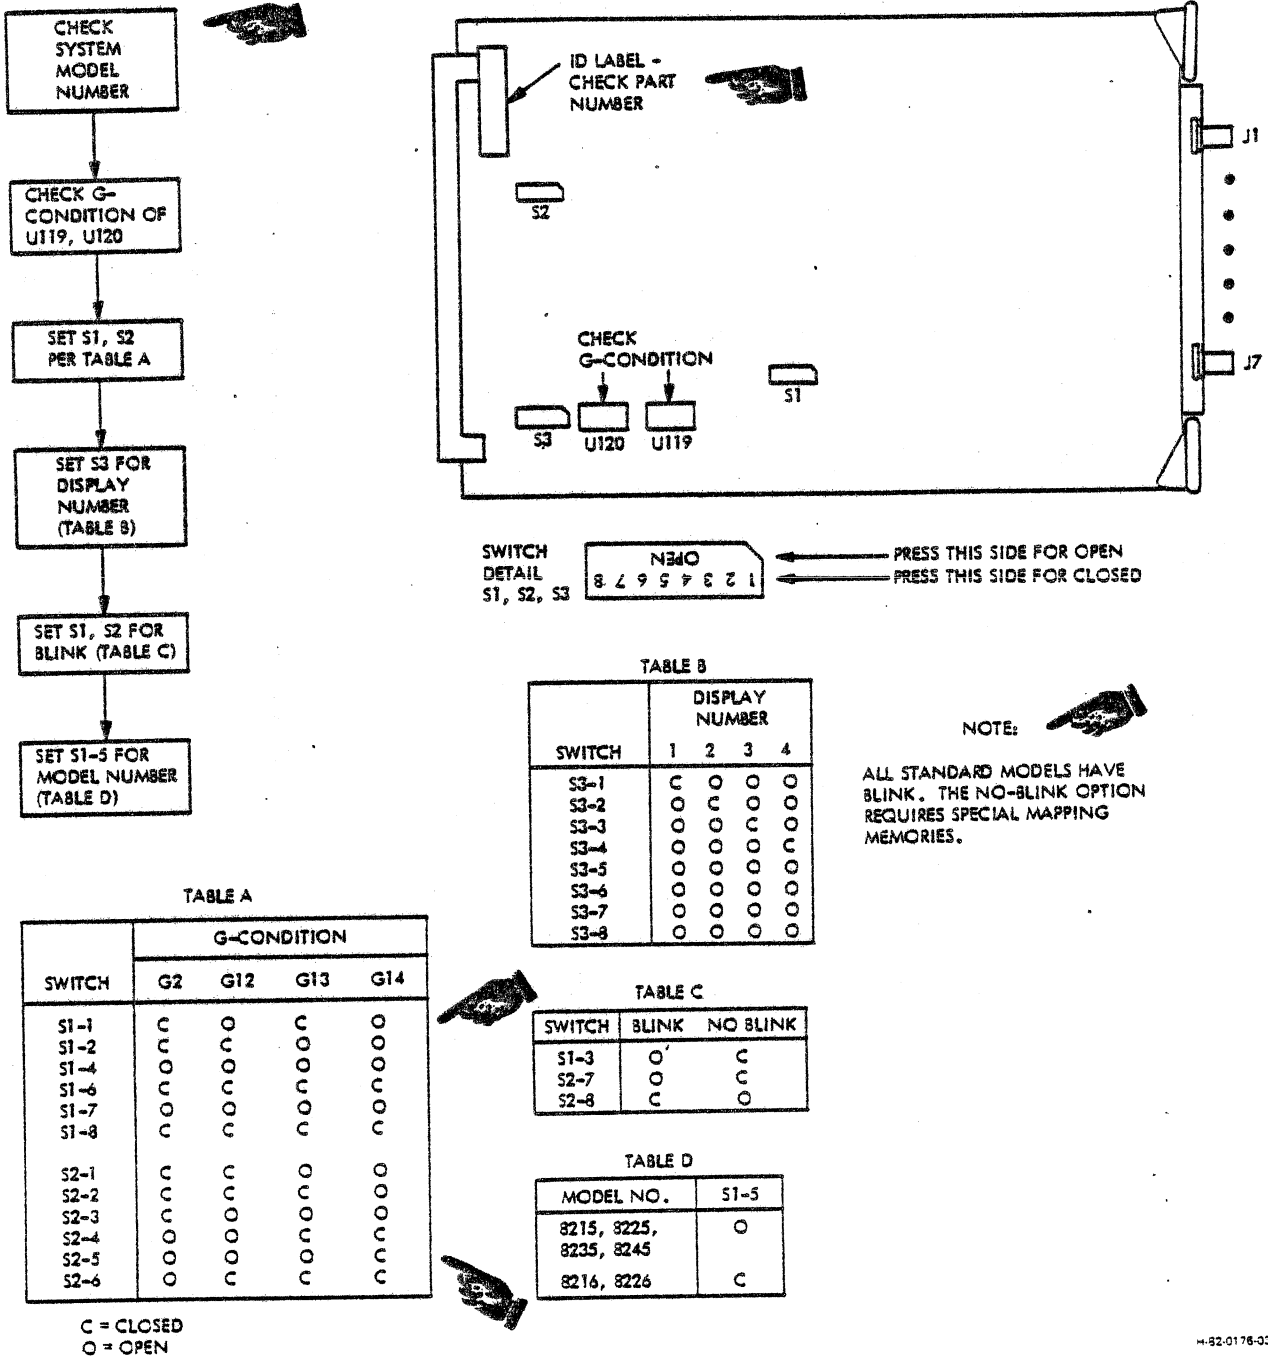 CHECK
SYSTEM
MODEL
NUMBER
CHECK G-
CONDITION OF
U119, U120
SET S1, S2
PER TABLE A
SET S3 FOR
DISPLAY
NUMBER
(TABLE B)
SET S1, S2 FOR
BLINK (TABLE C)
SET S1-5 FOR
MODEL NUMBER
(TABLE D)
ID LABEL -
CHECK PART
NUMBER
S2
CHECK
G-CONDITION
S3
U120
U119
S1
J1
J7
SWITCH
DETAIL
S1, S2, S3
OPEN
1 2 3 4 5 6 7 8
PRESS THIS SIDE FOR OPEN
PRESS THIS SIDE FOR CLOSED
TABLE B
DISPLAY
NUMBER
SWITCH 1 2 3 4
S3-1 C O O O
S3-2 O C O O
S3-3 O O C O
S3-4 O O O C
S3-5 O O O O
S3-6 O O O O
S3-7 O O O O
S3-8 O O O O
NOTE:
ALL STANDARD MODELS HAVE
BLINK. THE NO-BLINK OPTION
REQUIRES SPECIAL MAPPING
MEMORIES.
TABLE A
G-CONDITION
SWITCH G2 G12 G13 G14
S1-1 C O C O
S1-2 C C O O
S1-4 O O O O
S1-6 C C C C
S1-7 O O O O
S1-8 C C C C
S2-1 C C O O
S2-2 C C C O
S2-3 C O O O
S2-4 O O C C
S2-5 O O O C
S2-6 O C C C
C = CLOSED
O = OPEN
TABLE C
SWITCH BLINK NO BLINK
S1-3 O C
S2-7 O C
S2-8 C O
TABLE D
MODEL NO. S1-5
8215, 8225, O
8235, 8245
8216, 8226 C
H-82-0176-03